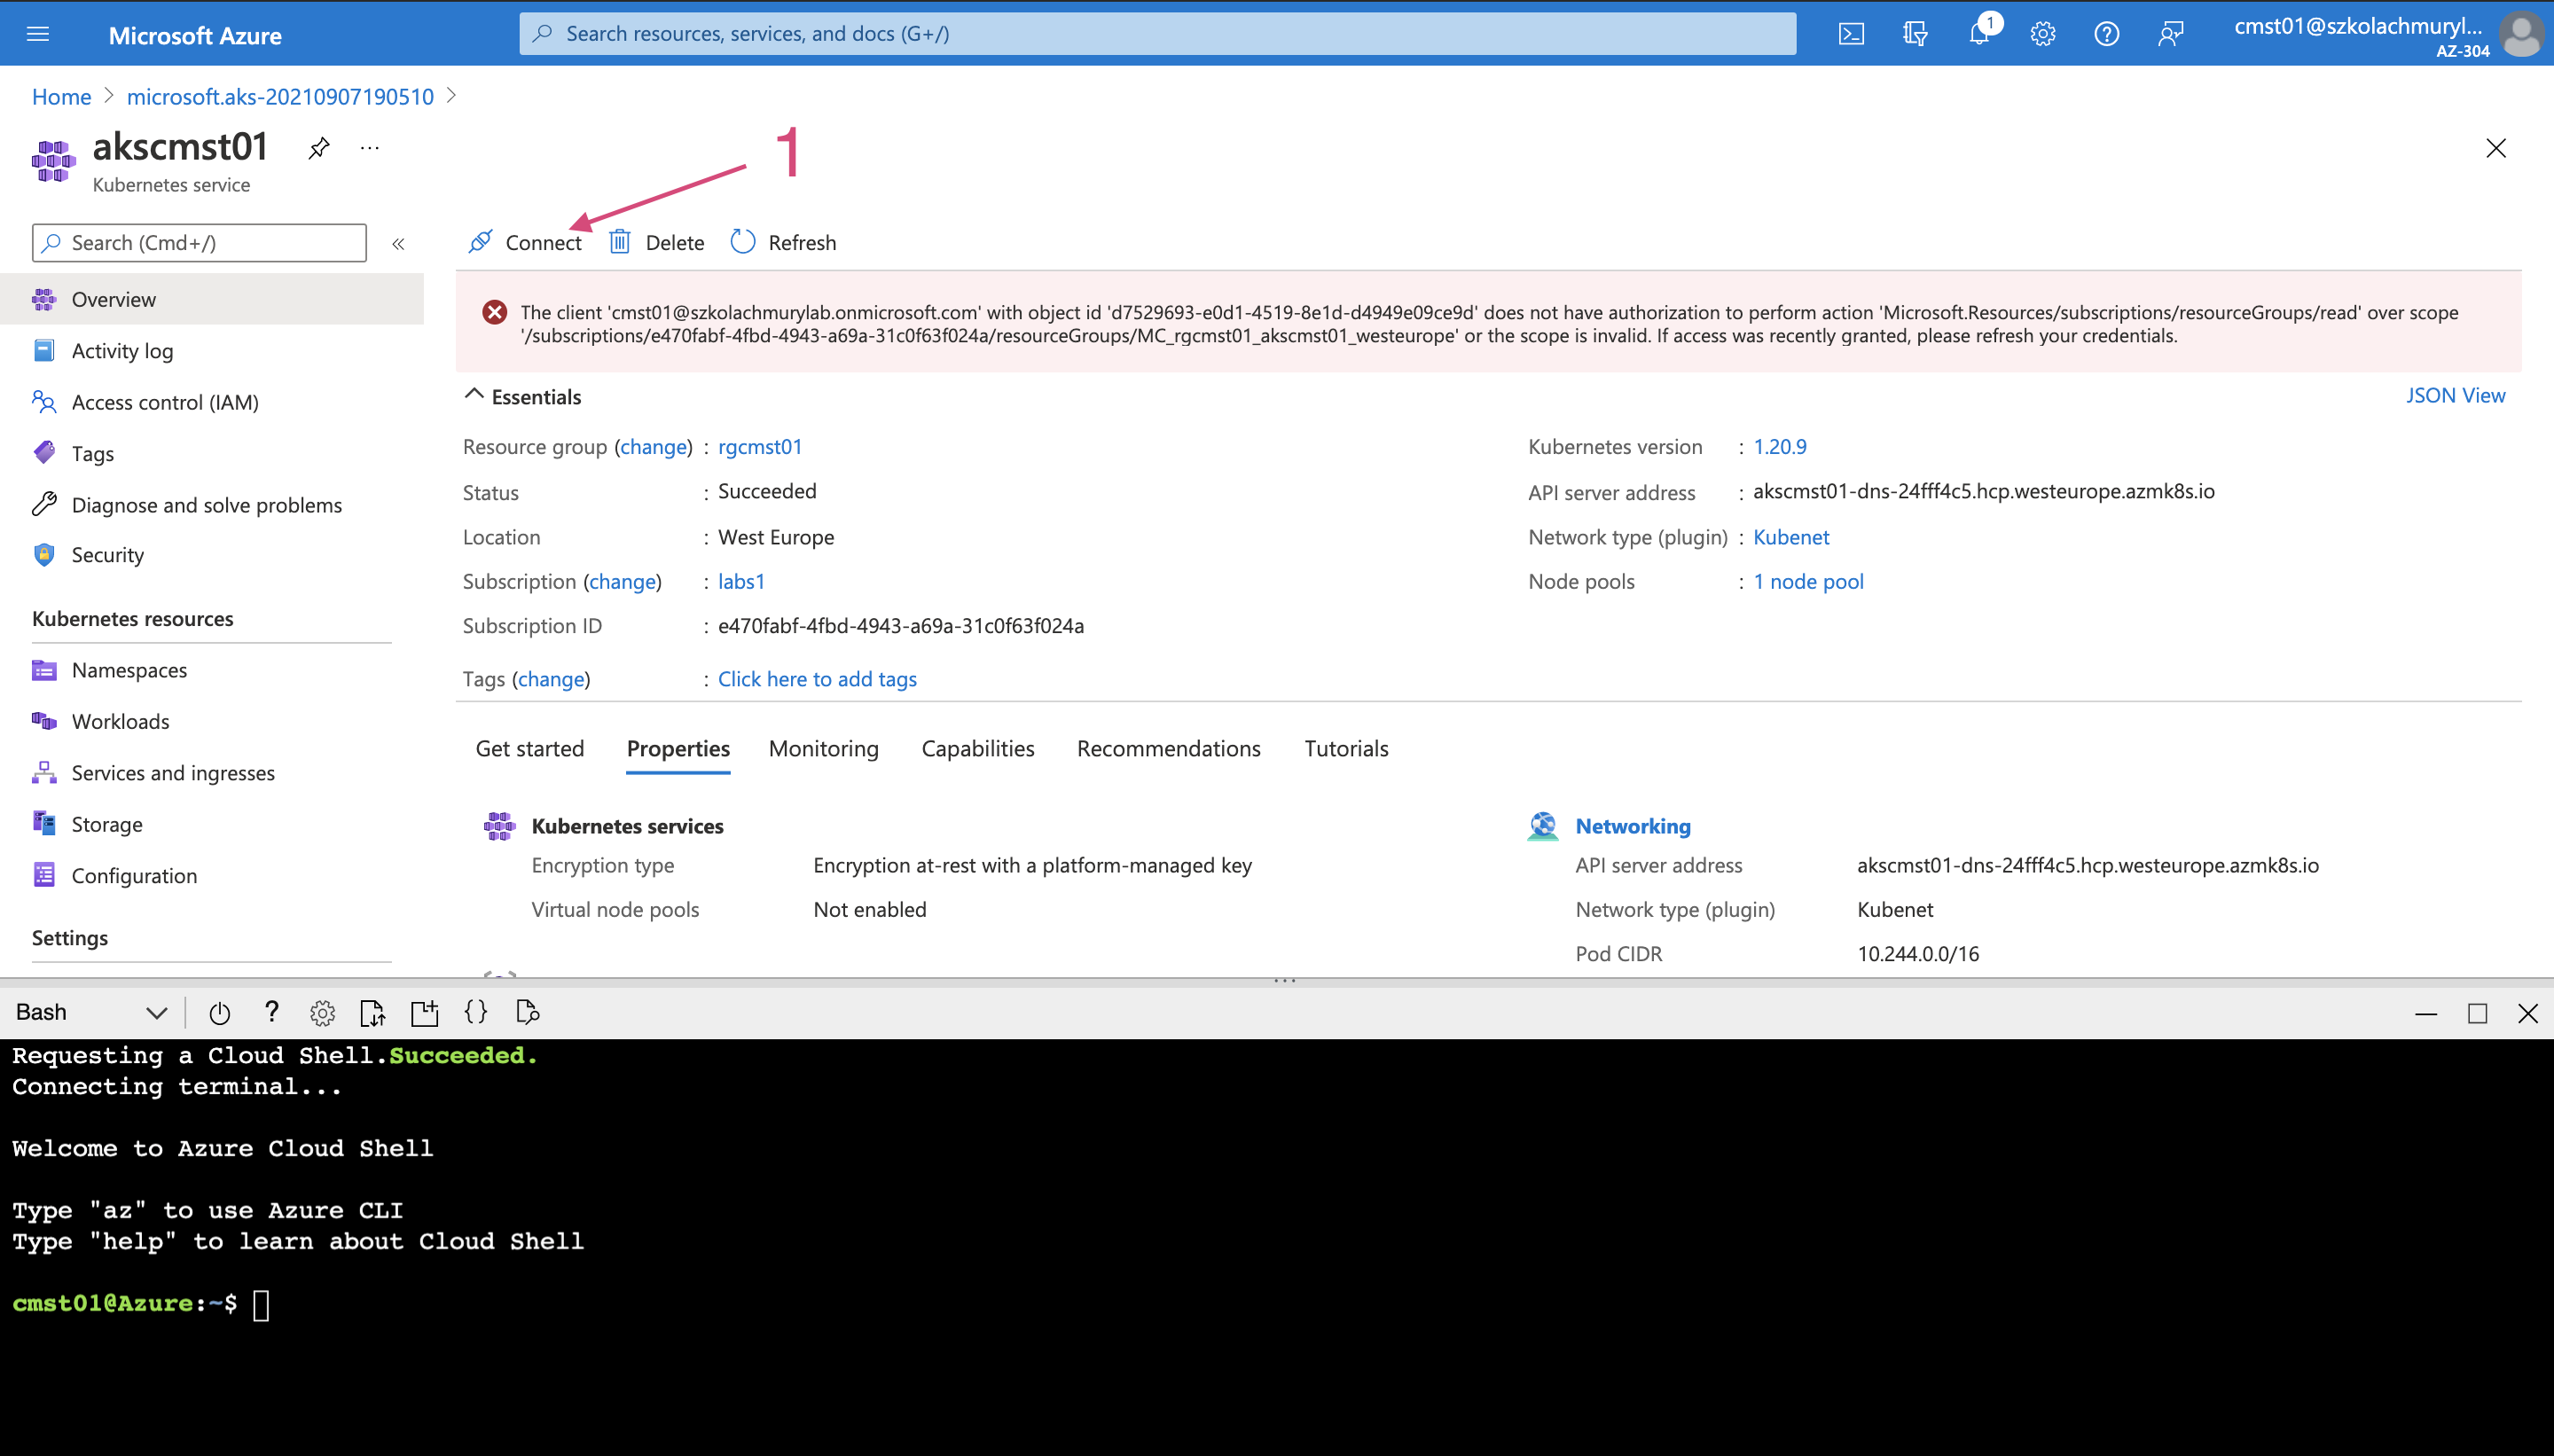 Microsoft Azure
Search resources, services, and docs (G+/)
1
cmst01@szkolachmuryl...
AZ-304
Home > microsoft.aks-20210907190510 >
akscmst01
...
Kubernetes service
1
Search (Cmd+/)
«
Connect
Delete
Refresh
Overview
Activity log
Access control (IAM)
Tags
Diagnose and solve problems
Security
Kubernetes resources
Namespaces
Workloads
Services and ingresses
Storage
Configuration
Settings
The client 'cmst01@szkolachmurylab.onmicrosoft.com' with object id 'd7529693-e0d1-4519-8e1d-d4949e09ce9d' does not have authorization to perform action 'Microsoft.Resources/subscriptions/resourceGroups/read' over scope
'/subscriptions/e470fabf-4fbd-4943-a69a-31c0f63f024a/resourceGroups/MC_rgcmst01_akscmst01_westeurope' or the scope is invalid. If access was recently granted, please refresh your credentials.
Essentials
JSON View
Resource group (change) : rgcmst01
Status : Succeeded
Location : West Europe
Subscription (change) : labs1
Subscription ID : e470fabf-4fbd-4943-a69a-31c0f63f024a
Tags (change) : Click here to add tags
Kubernetes version : 1.20.9
API server address : akscmst01-dns-24fff4c5.hcp.westeurope.azmk8s.io
Network type (plugin) : Kubenet
Node pools : 1 node pool
Get started Properties Monitoring Capabilities Recommendations Tutorials
Kubernetes services
Encryption type Encryption at-rest with a platform-managed key
Virtual node pools Not enabled
Networking
API server address akscmst01-dns-24fff4c5.hcp.westeurope.azmk8s.io
Network type (plugin) Kubenet
Pod CIDR 10.244.0.0/16
Bash
Requesting a Cloud Shell.Succeeded.
Connecting terminal...
Welcome to Azure Cloud Shell
Type "az" to use Azure CLI
Type "help" to learn about Cloud Shell
cmst01@Azure:~$